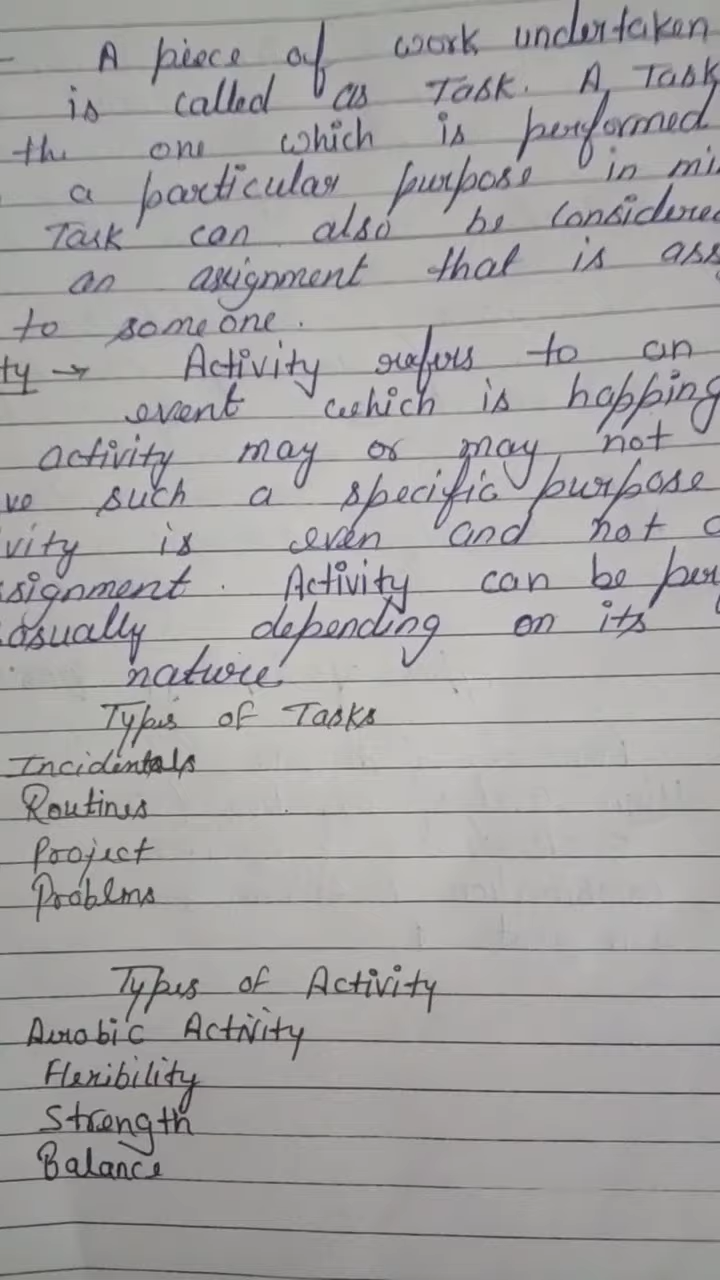 - A piece of work undertaken
is called as Task. A Task
the one which is performed
a particular purpose in mi
Task can also be Considere
an assignment that is ass
to someone.
ty → Activity refers to an
event which is happing
activity may or may not
ve such a specific purpose
vity is even and not a
ssignment. Activity can be per
asually depending on its
nature.
Types of Tasks
Incidentals
Routines
Project
Problms
Types of Activity
Aerobic Activity
Flexibility
Strength
Balance